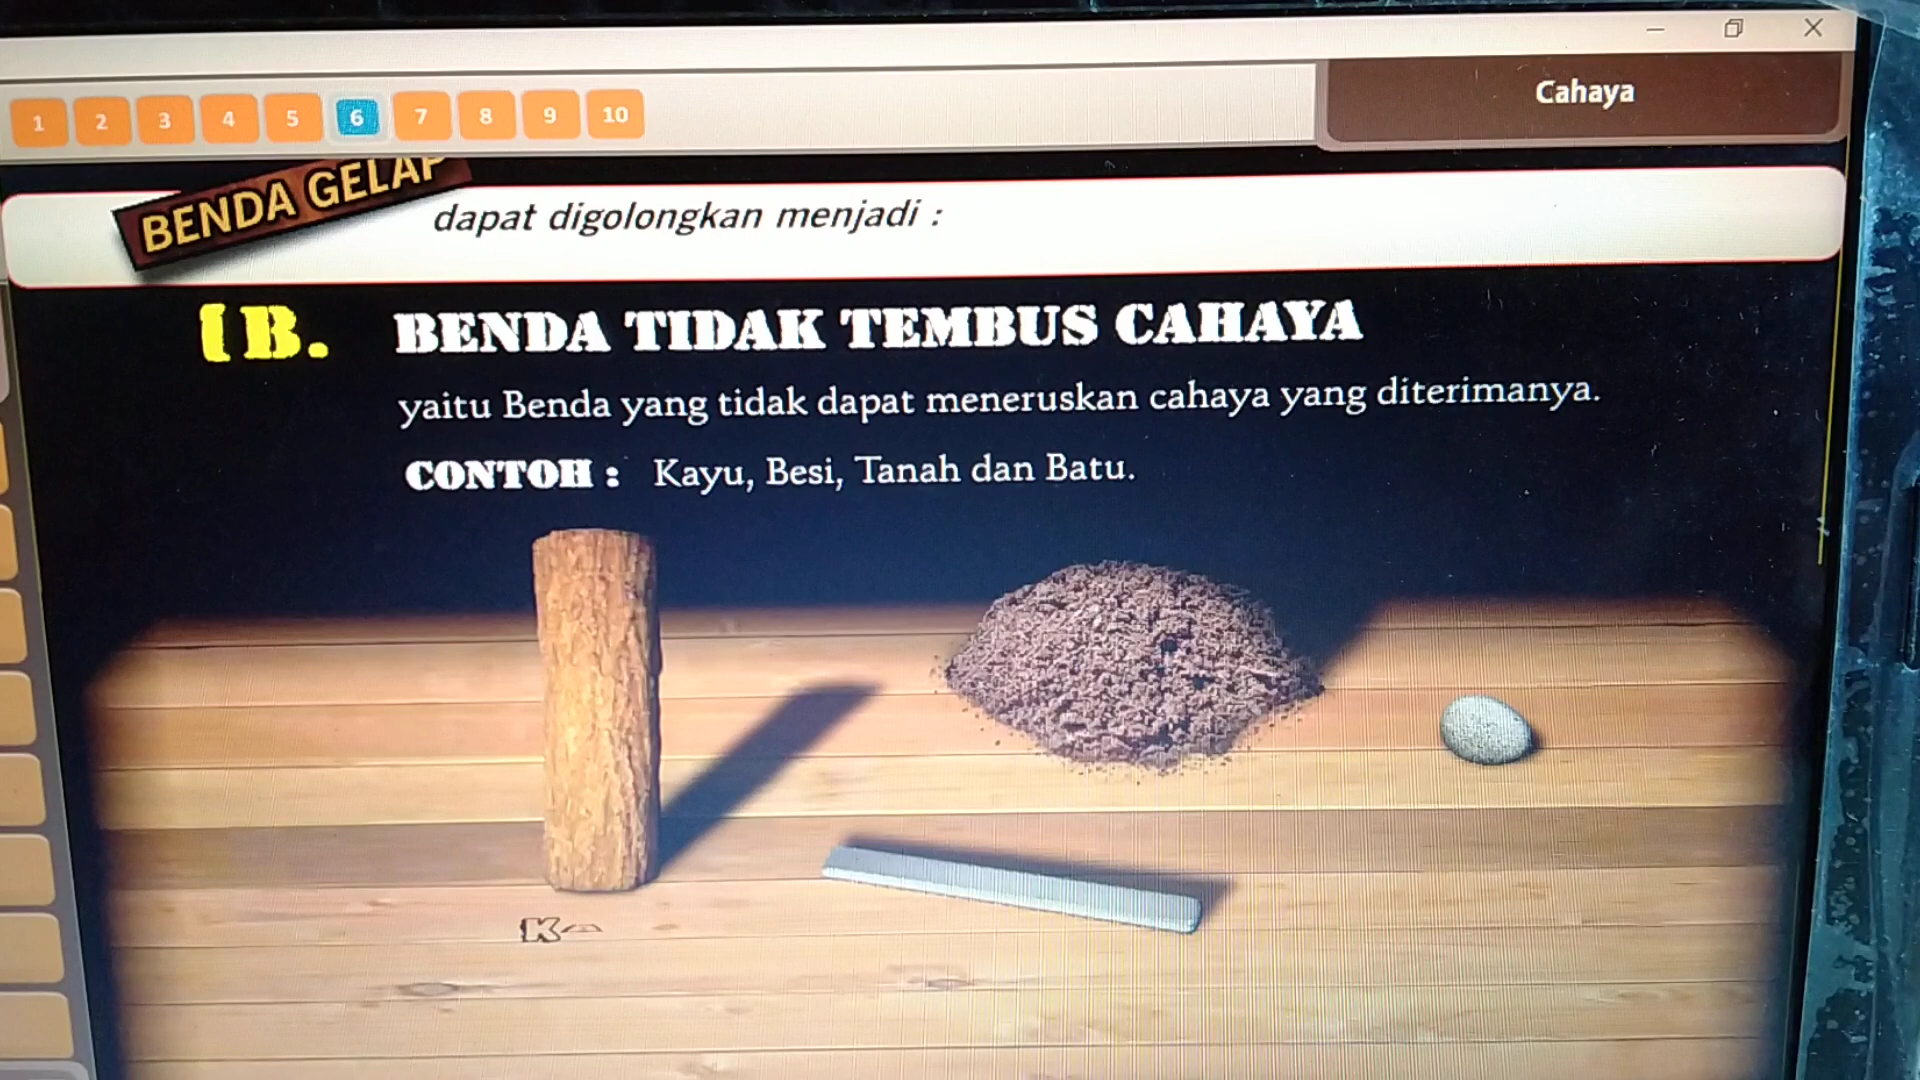 Cahaya
1 2 3 4 5 6 7 8 9 10
BENDA GELAP
dapat digolongkan menjadi :
B. BENDA TIDAK TEMBUS CAHAYA
yaitu Benda yang tidak dapat meneruskan cahaya yang diterimanya.
CONTOH : Kayu, Besi, Tanah dan Batu.